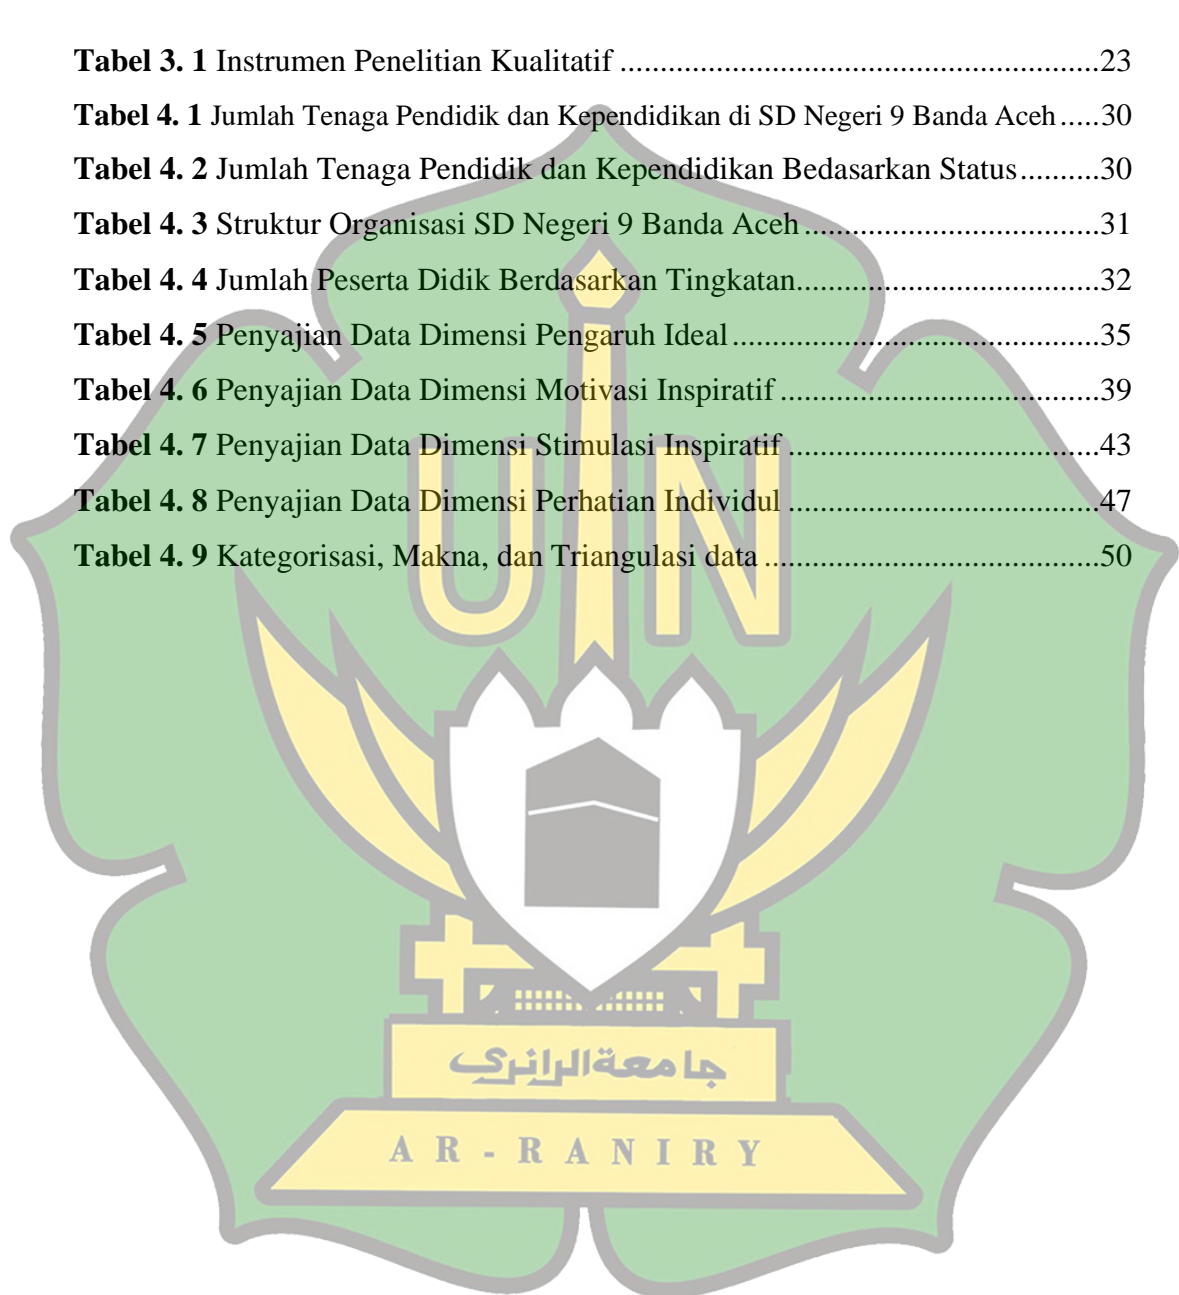 Tabel 3. 1 Instrumen Penelitian Kualitatif ................................................................................23
Tabel 4. 1 Jumlah Tenaga Pendidik dan Kependidikan di SD Negeri 9 Banda Aceh.....30
Tabel 4. 2 Jumlah Tenaga Pendidik dan Kependidikan Bedasarkan Status..........30
Tabel 4. 3 Struktur Organisasi SD Negeri 9 Banda Aceh.....................................31
Tabel 4. 4 Jumlah Peserta Didik Berdasarkan Tingkatan......................................32
Tabel 4. 5 Penyajian Data Dimensi Pengaruh Ideal..............................................35
Tabel 4. 6 Penyajian Data Dimensi Motivasi Inspiratif........................................39
Tabel 4. 7 Penyajian Data Dimensi Stimulasi Inspiratif.......................................43
Tabel 4. 8 Penyajian Data Dimensi Perhatian Individul.......................................47
Tabel 4. 9 Kategorisasi, Makna, dan Triangulasi data..........................................50
UIN
جامعةالرانري
AR-RANIRY